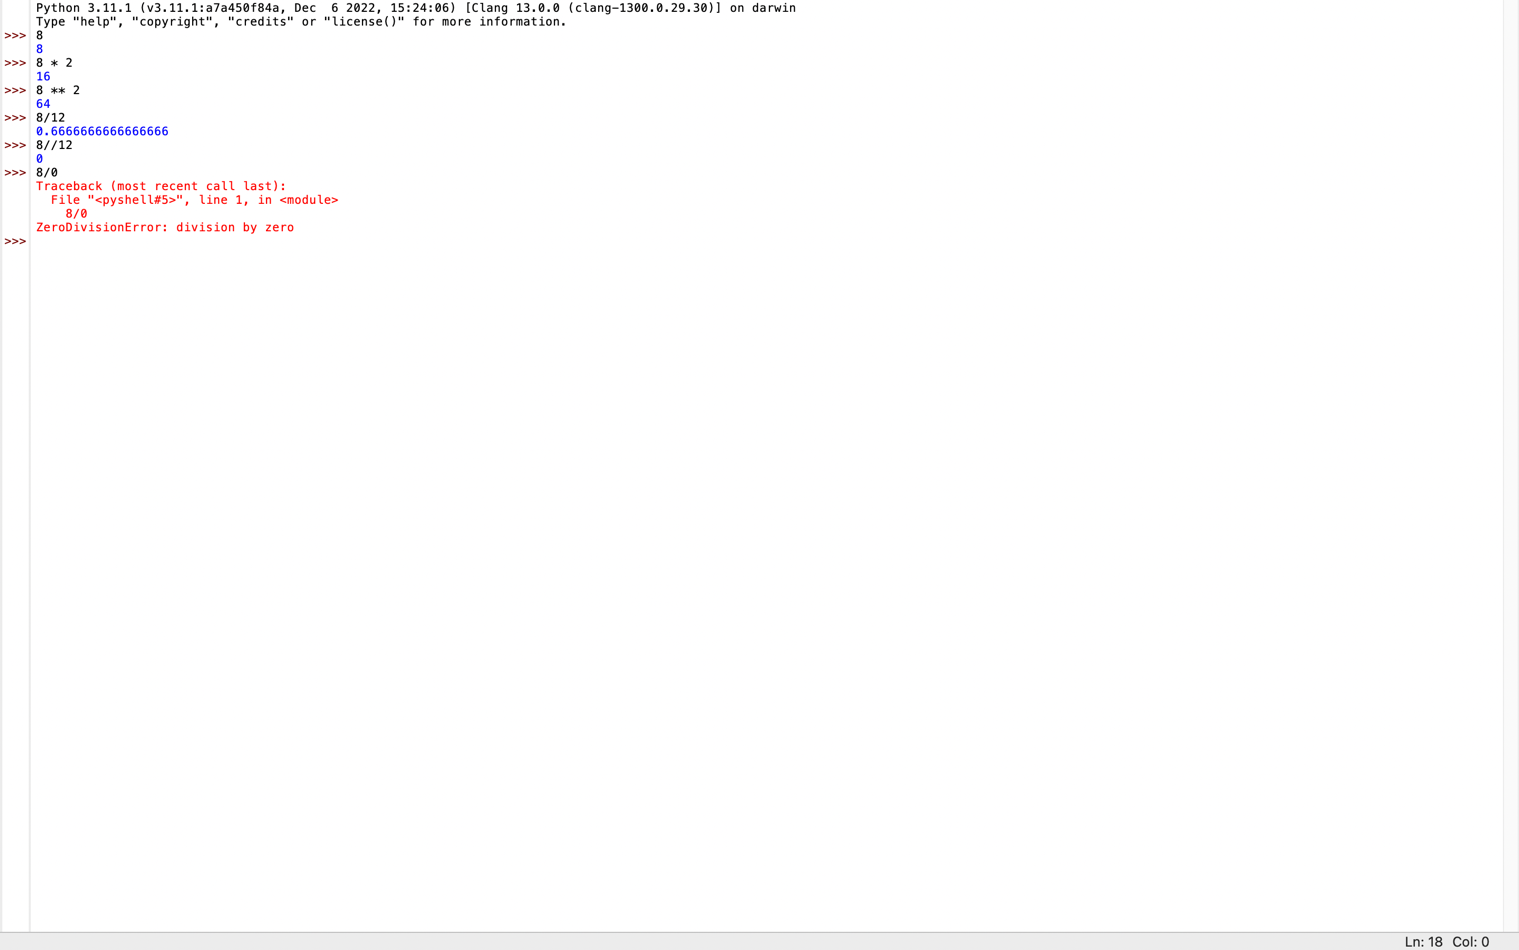 Python 3.11.1 (v3.11.1:a7a450f84a, Dec  6 2022, 15:24:06) [Clang 13.0.0 (clang-1300.0.29.30)] on darwin
Type "help", "copyright", "credits" or "license()" for more information.
>>> 8
8
>>> 8 * 2
16
>>> 8 ** 2
64
>>> 8/12
0.6666666666666666
>>> 8//12
0
>>> 8/0
Traceback (most recent call last):
  File "<pyshell#5>", line 1, in <module>
    8/0
ZeroDivisionError: division by zero
>>>
Ln: 18  Col: 0